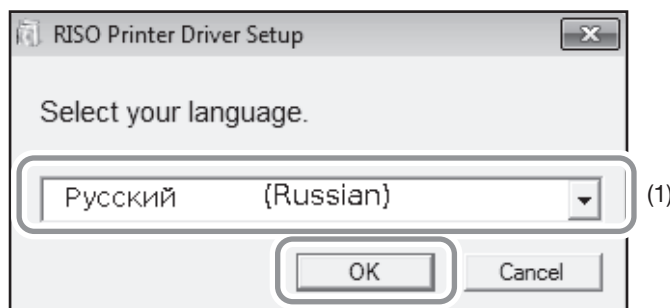 RISO Printer Driver Setup
Select your language.
Русский (Russian)
(1)
OK Cancel